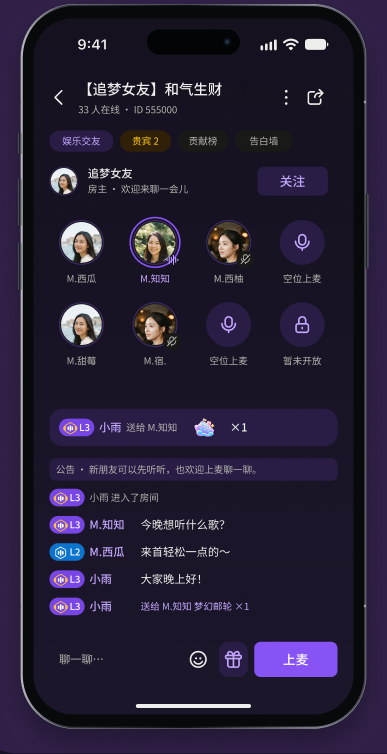 9:41
【追梦女友】和气生财
33 人在线 • ID 555000
娱乐交友 贵宾 2 贡献榜 告白墙
追梦女友
房主 • 欢迎来聊一会儿
关注
M.西瓜 M.知知 M.西柚 空位上麦
M.甜莓 M.宿. 空位上麦 暂未开放
L3 小雨 送给 M.知知 ×1
公告 • 新朋友可以先听听，也欢迎上麦聊一聊。
L3 小雨 进入了房间
L3 M.知知 今晚想听什么歌？
L2 M.西瓜 来首轻松一点的～
L3 小雨 大家晚上好！
L3 小雨 送给 M.知知 梦幻邮轮 ×1
聊一聊… 上麦